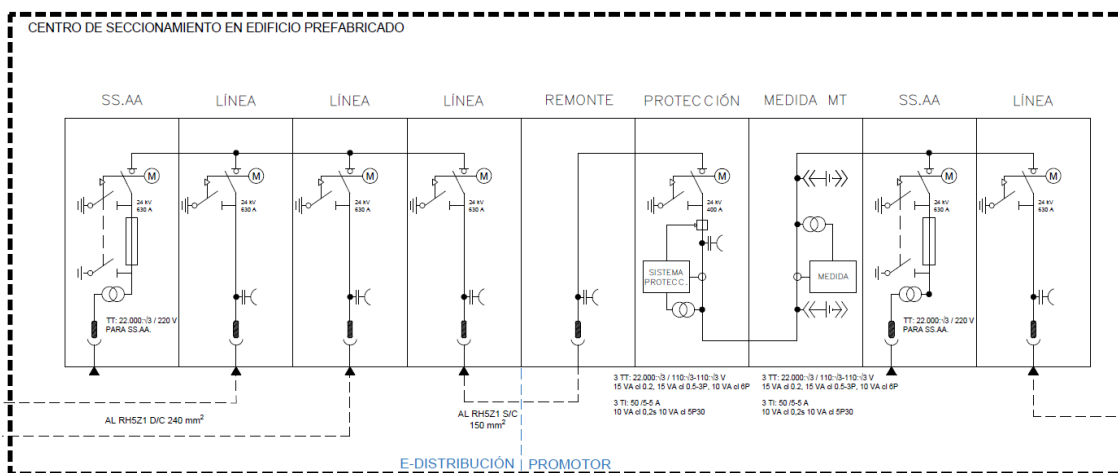 CENTRO DE SECCIONAMIENTO EN EDIFICIO PREFABRICADO
SS.AA
LÍNEA
LÍNEA
LÍNEA
REMONTE
PROTECCIÓN
MEDIDA MT
SS.AA
LÍNEA
M
24 kV
630 A
M
24 kV
630 A
M
24 kV
630 A
M
24 kV
630 A
M
24 kV
400 A
M
24 kV
630 A
M
24 kV
630 A
SISTEMA
PROTECC.
MEDIDA
TT: 22.000:√3 / 220 V
PARA SS.AA.
TT: 22.000:√3 / 220 V
PARA SS.AA.
3 TT: 22.000:√3 / 110:√3-110:√3 V
15 VA cl 0.2, 15 VA cl 0.5-3P, 10 VA cl 6P
3 TI: 50 /5-5 A
10 VA cl 0,2s 10 VA cl 5P30
3 TT: 22.000:√3 / 110:√3-110:√3 V
15 VA cl 0.2, 15 VA cl 0.5-3P, 10 VA cl 6P
3 TI: 50 /5-5 A
10 VA cl 0,2s 10 VA cl 5P30
AL RH5Z1 D/C 240 mm²
AL RH5Z1 S/C
150 mm²
E-DISTRIBUCIÓN
PROMOTOR